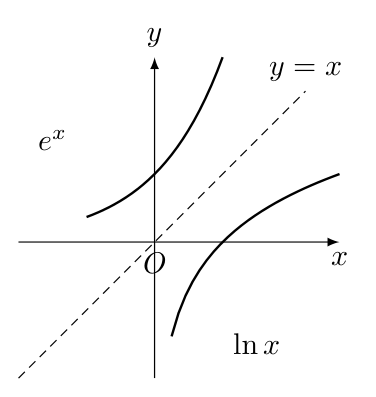 y
y = x
e^x
O
x
ln x